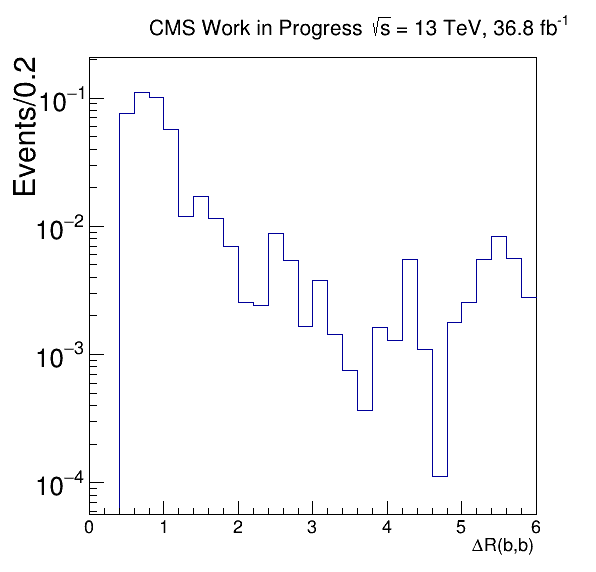 CMS Work in Progress √s = 13 TeV, 36.8 fb⁻¹
Events/0.2
10⁻¹
10⁻²
10⁻³
10⁻⁴
0 1 2 3 4 5 6
ΔR(b,b)